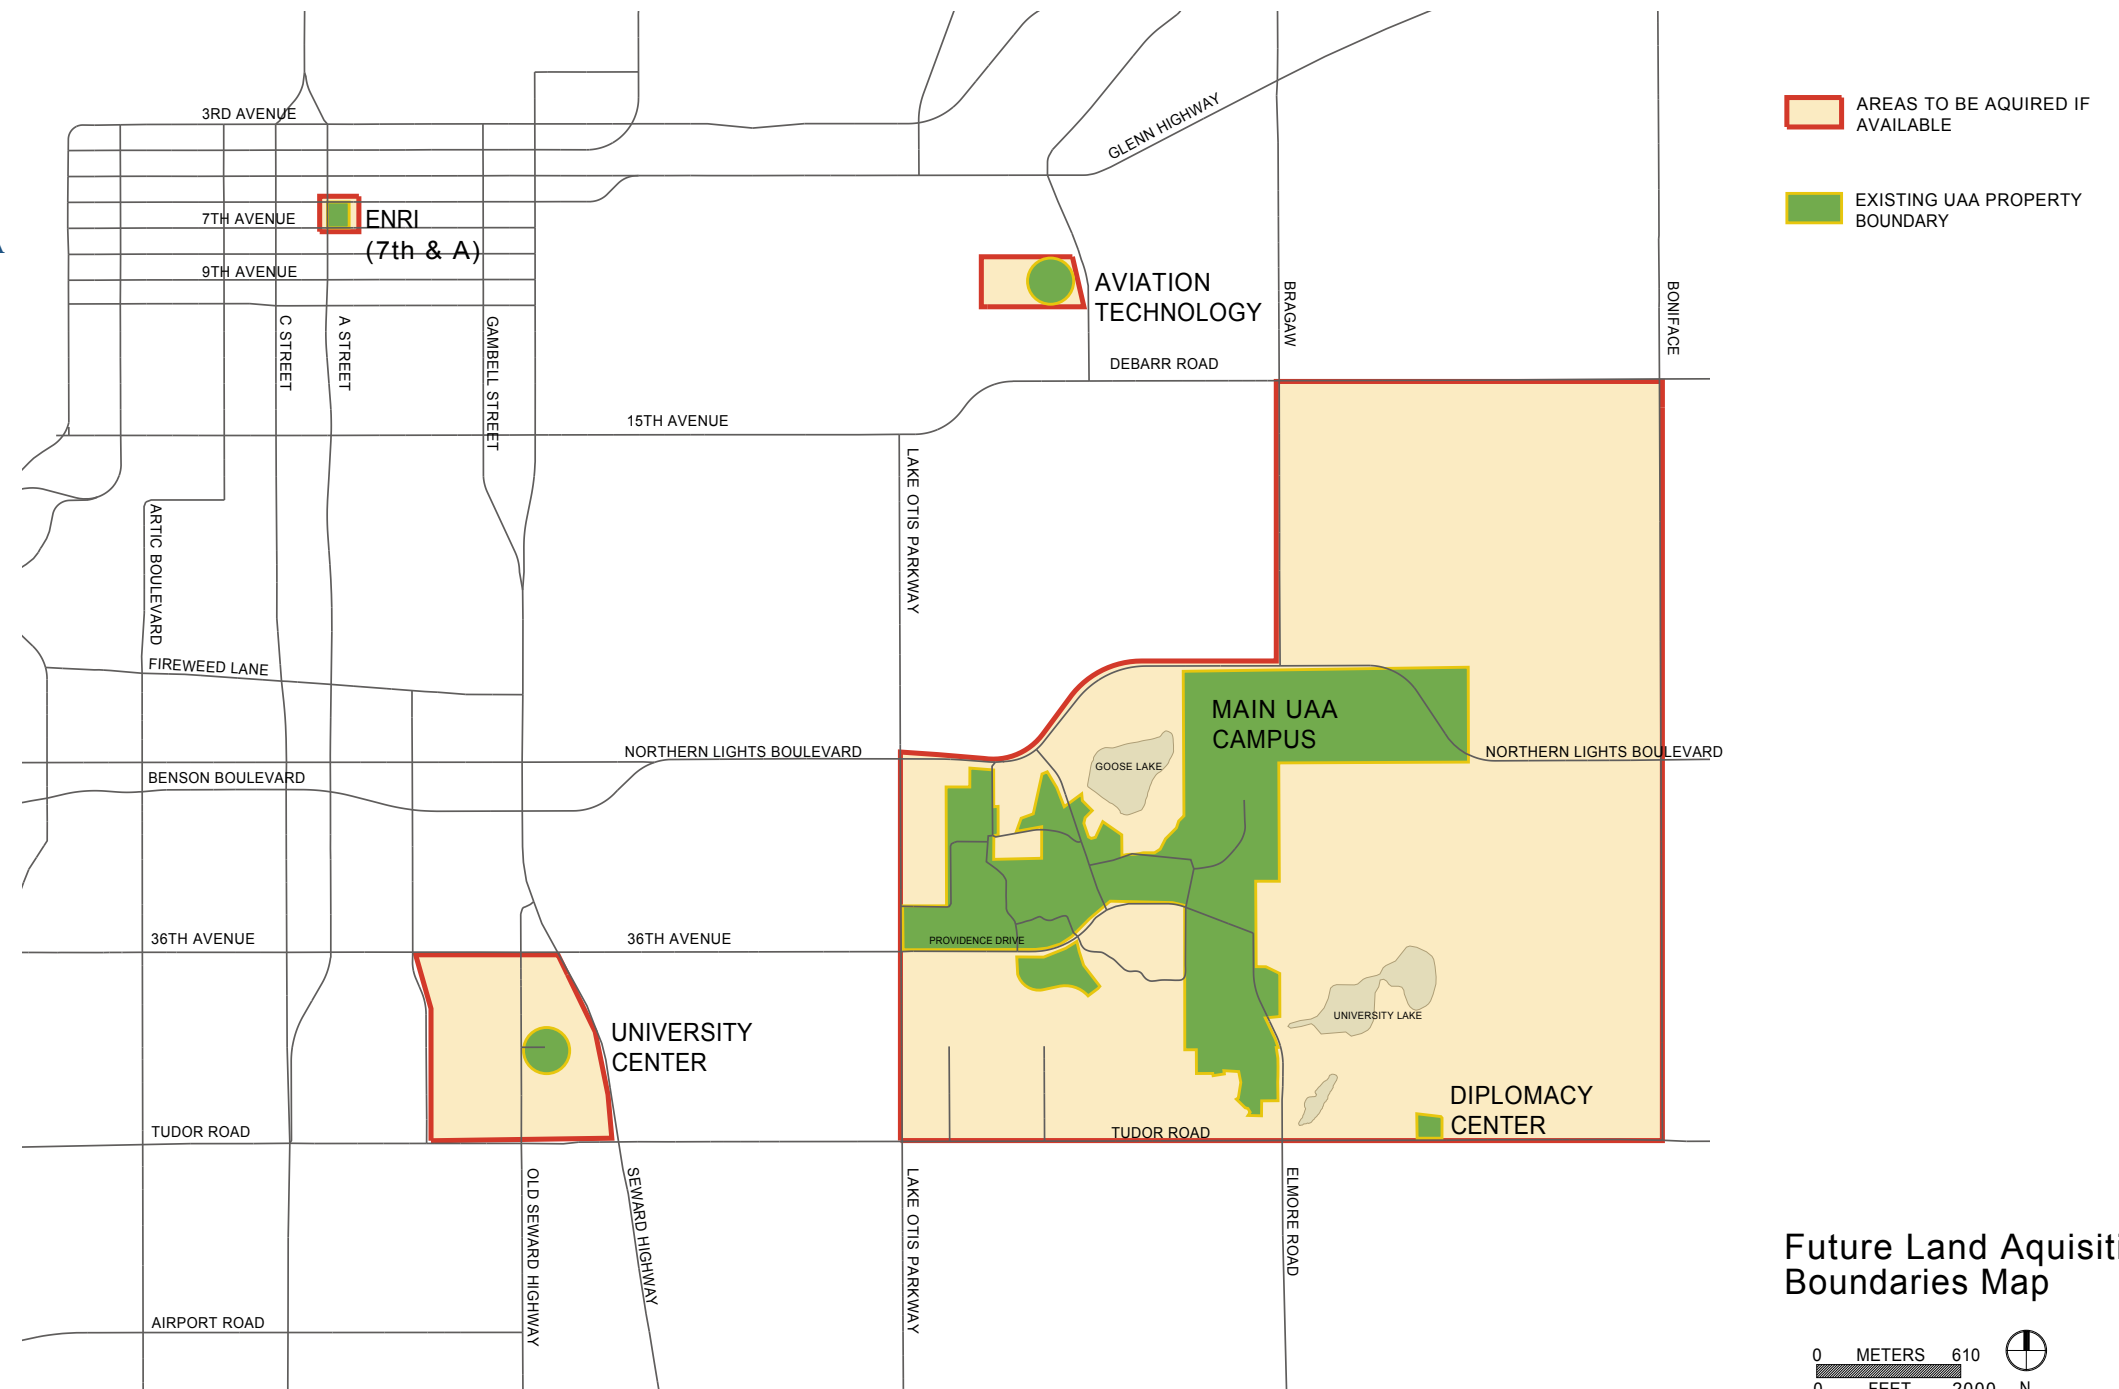 3RD AVENUE
GLENN HIGHWAY
AREAS TO BE AQUIRED IF
AVAILABLE
EXISTING UAA PROPERTY
BOUNDARY
7TH AVENUE
ENRI
(7th & A)
9TH AVENUE
AVIATION
TECHNOLOGY
C STREET
A STREET
GAMBELL STREET
BRAGAW
BONIFACE
DEBARR ROAD
15TH AVENUE
LAKE OTIS PARKWAY
ARTIC BOULEVARD
FIREWEED LANE
MAIN UAA
CAMPUS
NORTHERN LIGHTS BOULEVARD
NORTHERN LIGHTS BOULEVARD
GOOSE LAKE
BENSON BOULEVARD
36TH AVENUE
36TH AVENUE
PROVIDENCE DRIVE
UNIVERSITY LAKE
UNIVERSITY
CENTER
DIPLOMACY
CENTER
TUDOR ROAD
TUDOR ROAD
OLD SEWARD HIGHWAY
SEWARD HIGHWAY
LAKE OTIS PARKWAY
ELMORE ROAD
AIRPORT ROAD
Future Land Aquisiti
Boundaries Map
0 METERS 610
0 FEET 2000 N